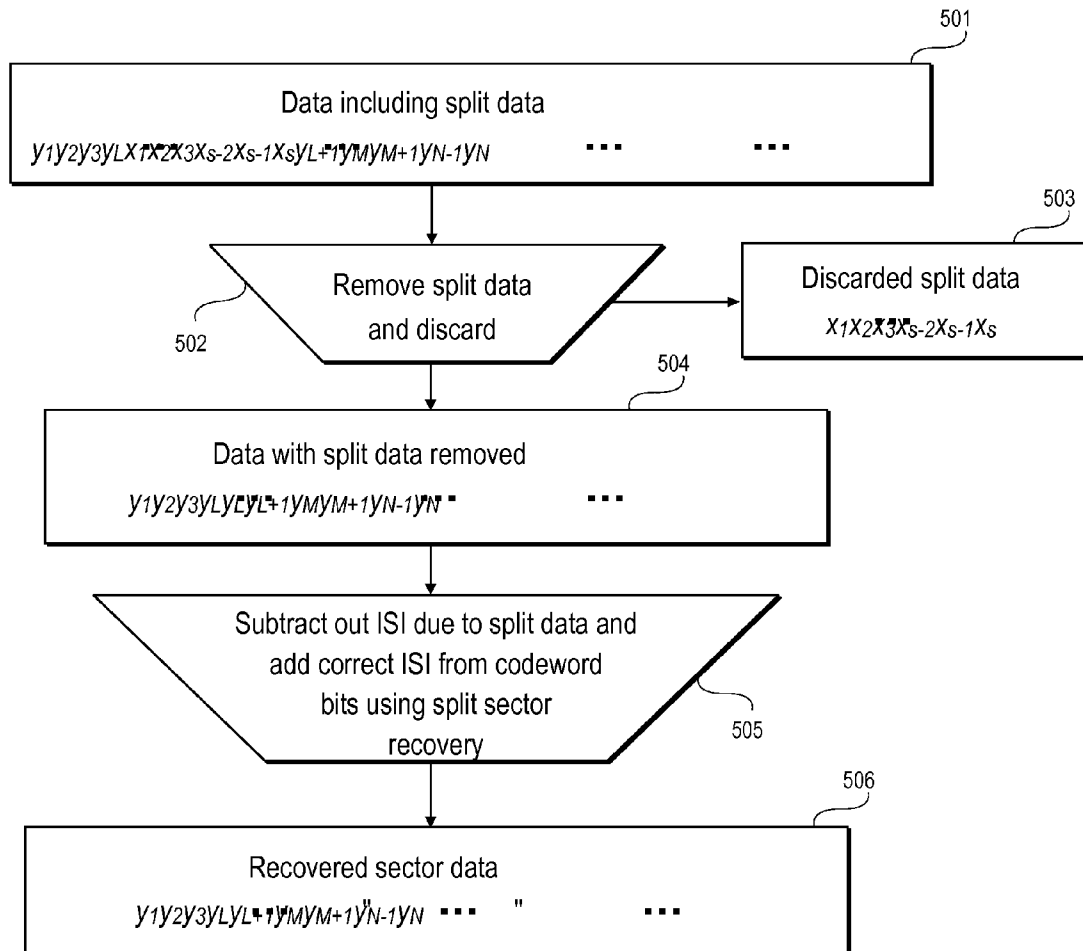 501
Data including split data
y1y2y3yLx1x2x3xs-2xs-1xsyL+1yMyM+1yN-1yN ... ...
503
Remove split data
and discard
Discarded split data
x1x2x3xs-2xs-1xs
502
504
Data with split data removed
y1y2y3yLyLyL+1yMyM+1yN-1yN ...
Subtract out ISI due to split data and
add correct ISI from codeword
bits using split sector
recovery
505
506
Recovered sector data
y1y2y3yLyL+1yMyM+1yN-1yN ... " ...